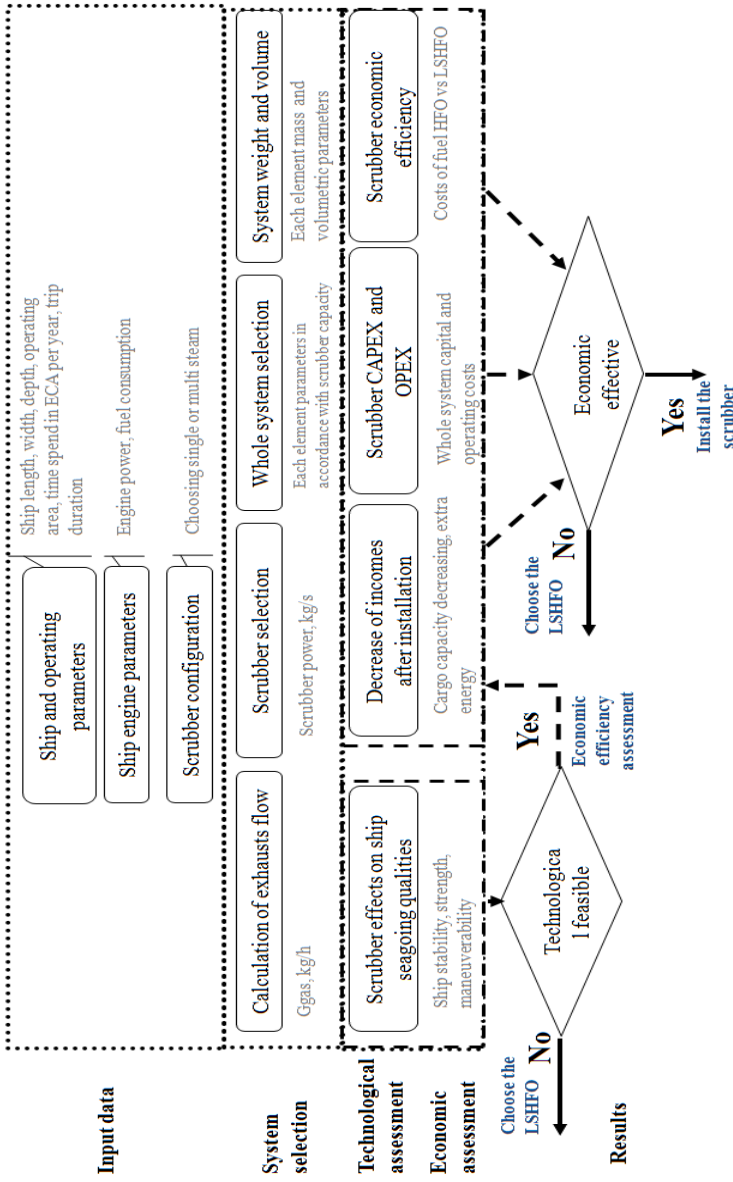 Input data
Ship and operating
parameters
Ship length, width, depth, operating
area, time spend in ECA per year, trip
duration
Ship engine parameters
Engine power, fuel consumption
Scrubber configuration
Choosing single or multi steam
System
selection
Calculation of exhausts flow
Ggas, kg/h
Scrubber selection
Scrubber power, kg/s
Whole system selection
Each element parameters in
accordance with scrubber capacity
System weight and volume
Each element mass and
volumetric parameters
Technological
assessment
Economic
assessment
Scrubber effects on ship
seagoing qualities
Ship stability, strength,
maneuverability
Decrease of incomes
after installation
Cargo capacity decreasing, extra
energy
Scrubber CAPEX and
OPEX
Whole system capital and
operating costs
Scrubber economic
efficiency
Costs of fuel HFO vs LSHFO
Results
Choose the
LSHFO
No
Technologica
l feasible
Yes
Economic
efficiency
assessment
Choose the
LSHFO
No
Economic
effective
Yes
Install the
scrubber